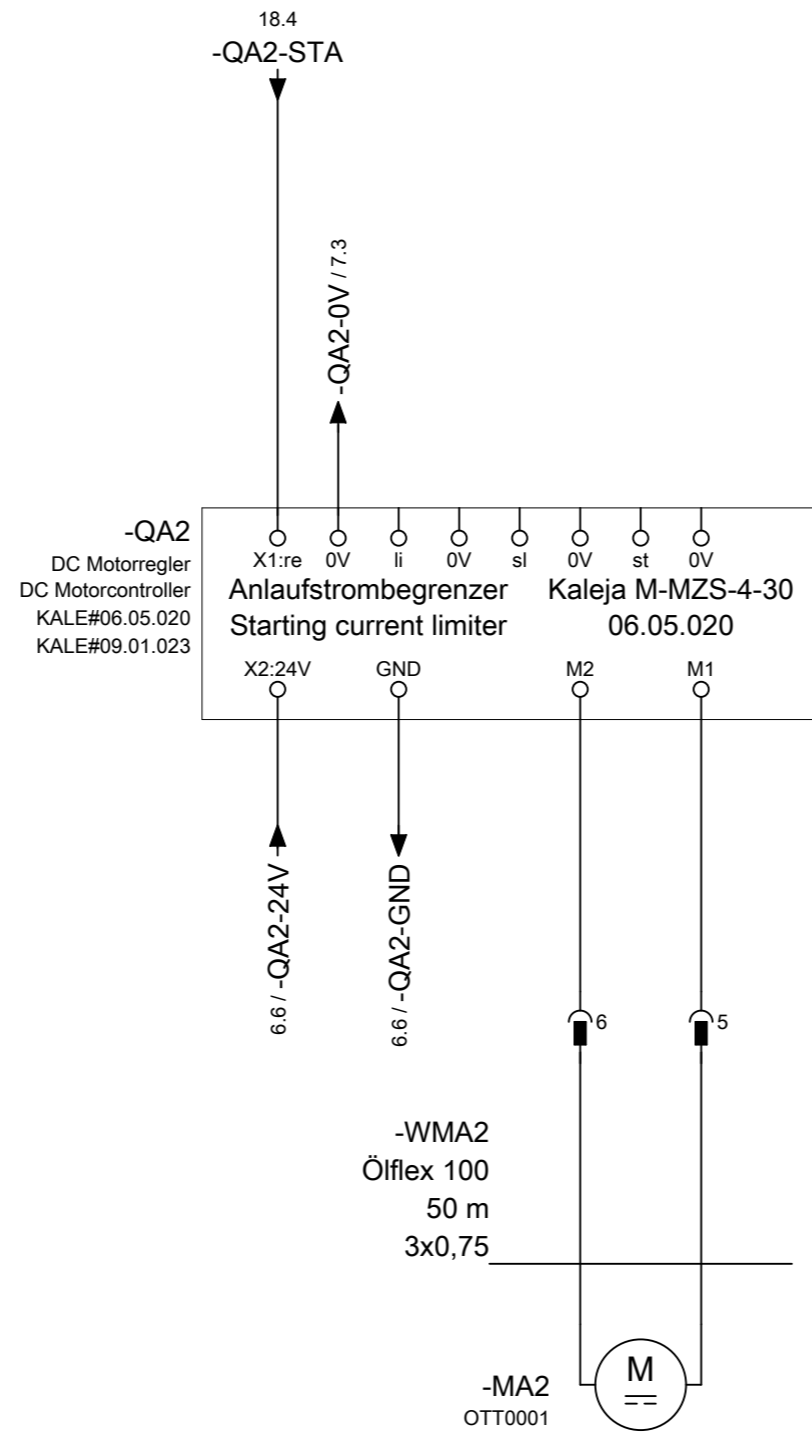 18.4
-QA2-STA
-QA2-0V / 7.3
-QA2
DC Motorregler
DC Motorcontroller
KALE#06.05.020
KALE#09.01.023
X1:re 0V li 0V sl 0V st 0V
Anlaufstrombegrenzer Kaleja M-MZS-4-30
Starting current limiter 06.05.020
X2:24V GND M2 M1
6.6 / -QA2-24V
6.6 / -QA2-GND
6 5
-WMA2
Ölflex 100
50 m
3x0,75
-MA2
OTT0001
M